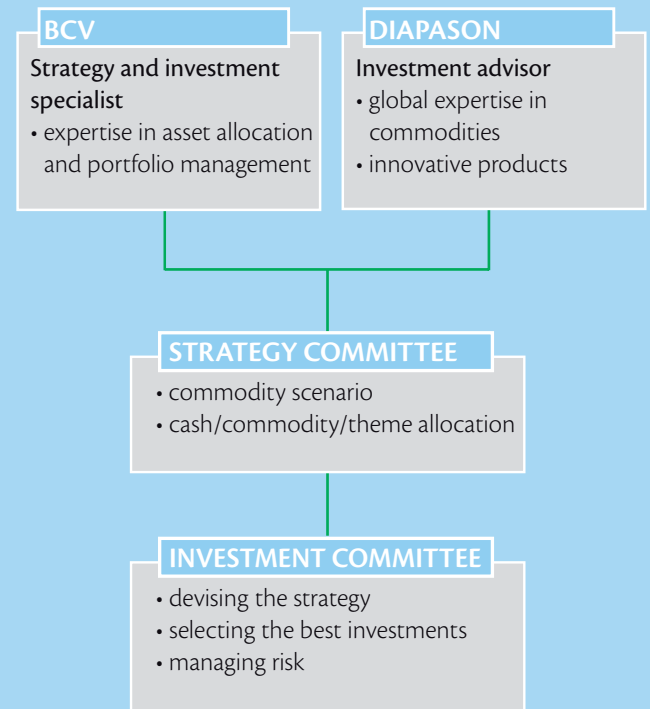 BCV
Strategy and investment
specialist
• expertise in asset allocation
and portfolio management
DIAPASON
Investment advisor
• global expertise in
commodities
• innovative products
STRATEGY COMMITTEE
• commodity scenario
• cash/commodity/theme allocation
INVESTMENT COMMITTEE
• devising the strategy
• selecting the best investments
• managing risk